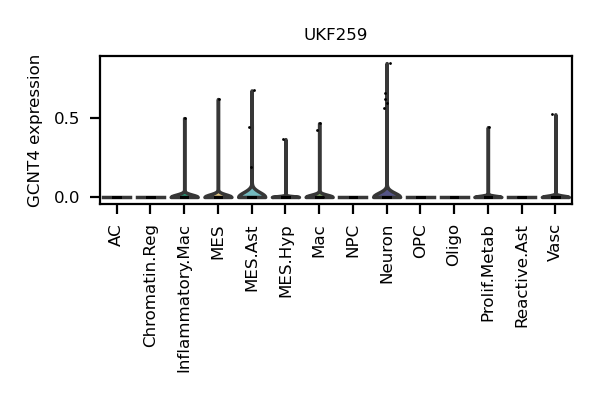 UKF259
GCNT4 expression
0.5
0.0
AC
Chromatin.Reg
Inflammatory.Mac
MES
MES.Ast
MES.Hyp
Mac
NPC
Neuron
OPC
Oligo
Prolif.Metab
Reactive.Ast
Vasc